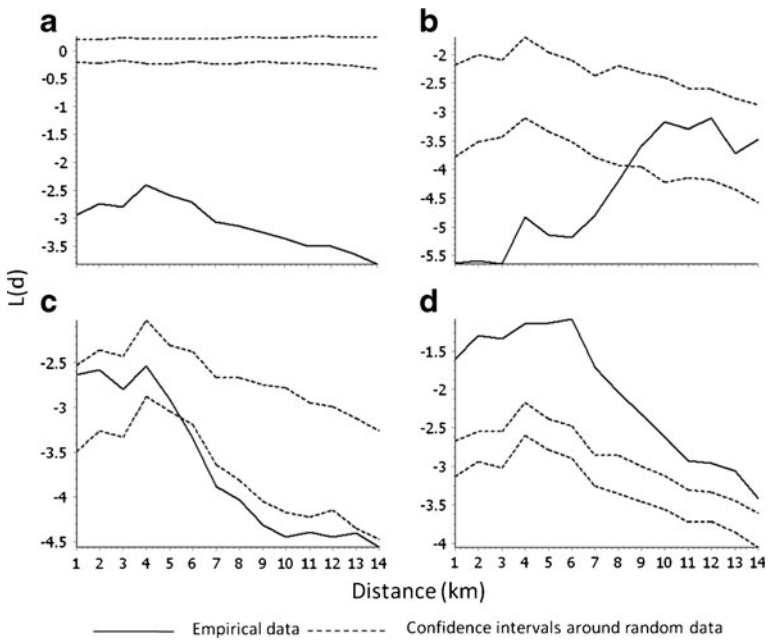 a
0
-0.5
-1
-1.5
-2
-2.5
-3
-3.5
b
-2
-2.5
-3
-3.5
-4
-4.5
-5
-5.5
L(d)
c
-2.5
-3
-3.5
-4
-4.5
1 2 3 4 5 6 7 8 9 10 11 12 13 14
d
-1.5
-2
-2.5
-3
-3.5
-4
1 2 3 4 5 6 7 8 9 10 11 12 13 14
Distance (km)
Empirical data
Confidence intervals around random data